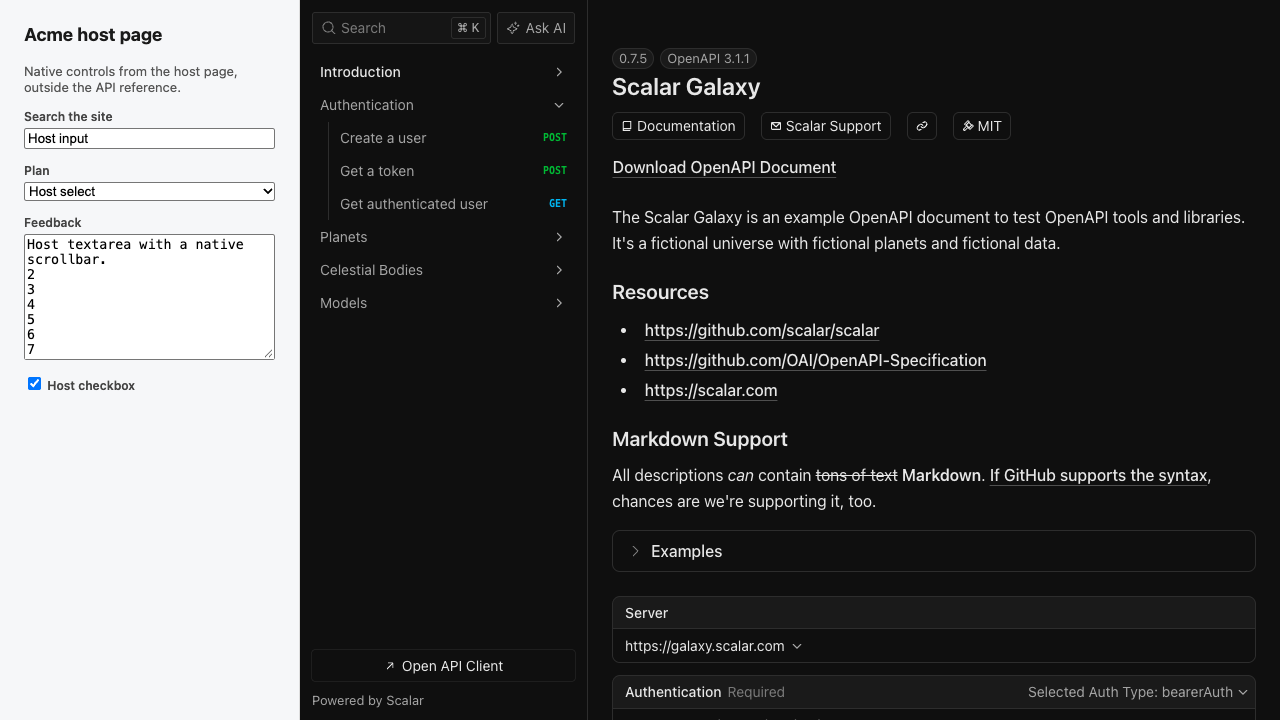 Acme host page
Native controls from the host page,
outside the API reference.
Search the site
Host input
Plan
Host select
Feedback
Host textarea with a native
scrollbar.
2
3
4
5
6
7
Host checkbox
Search ⌘ K
Ask AI
Introduction
Authentication
Create a user POST
Get a token POST
Get authenticated user GET
Planets
Celestial Bodies
Models
Open API Client
Powered by Scalar
0.7.5 OpenAPI 3.1.1
Scalar Galaxy
Documentation Scalar Support MIT
Download OpenAPI Document
The Scalar Galaxy is an example OpenAPI document to test OpenAPI tools and libraries.
It's a fictional universe with fictional planets and fictional data.
Resources
• https://github.com/scalar/scalar
• https://github.com/OAI/OpenAPI-Specification
• https://scalar.com
Markdown Support
All descriptions can contain tons of text Markdown. If GitHub supports the syntax,
chances are we're supporting it, too.
Examples
Server
https://galaxy.scalar.com
Authentication Required Selected Auth Type: bearerAuth